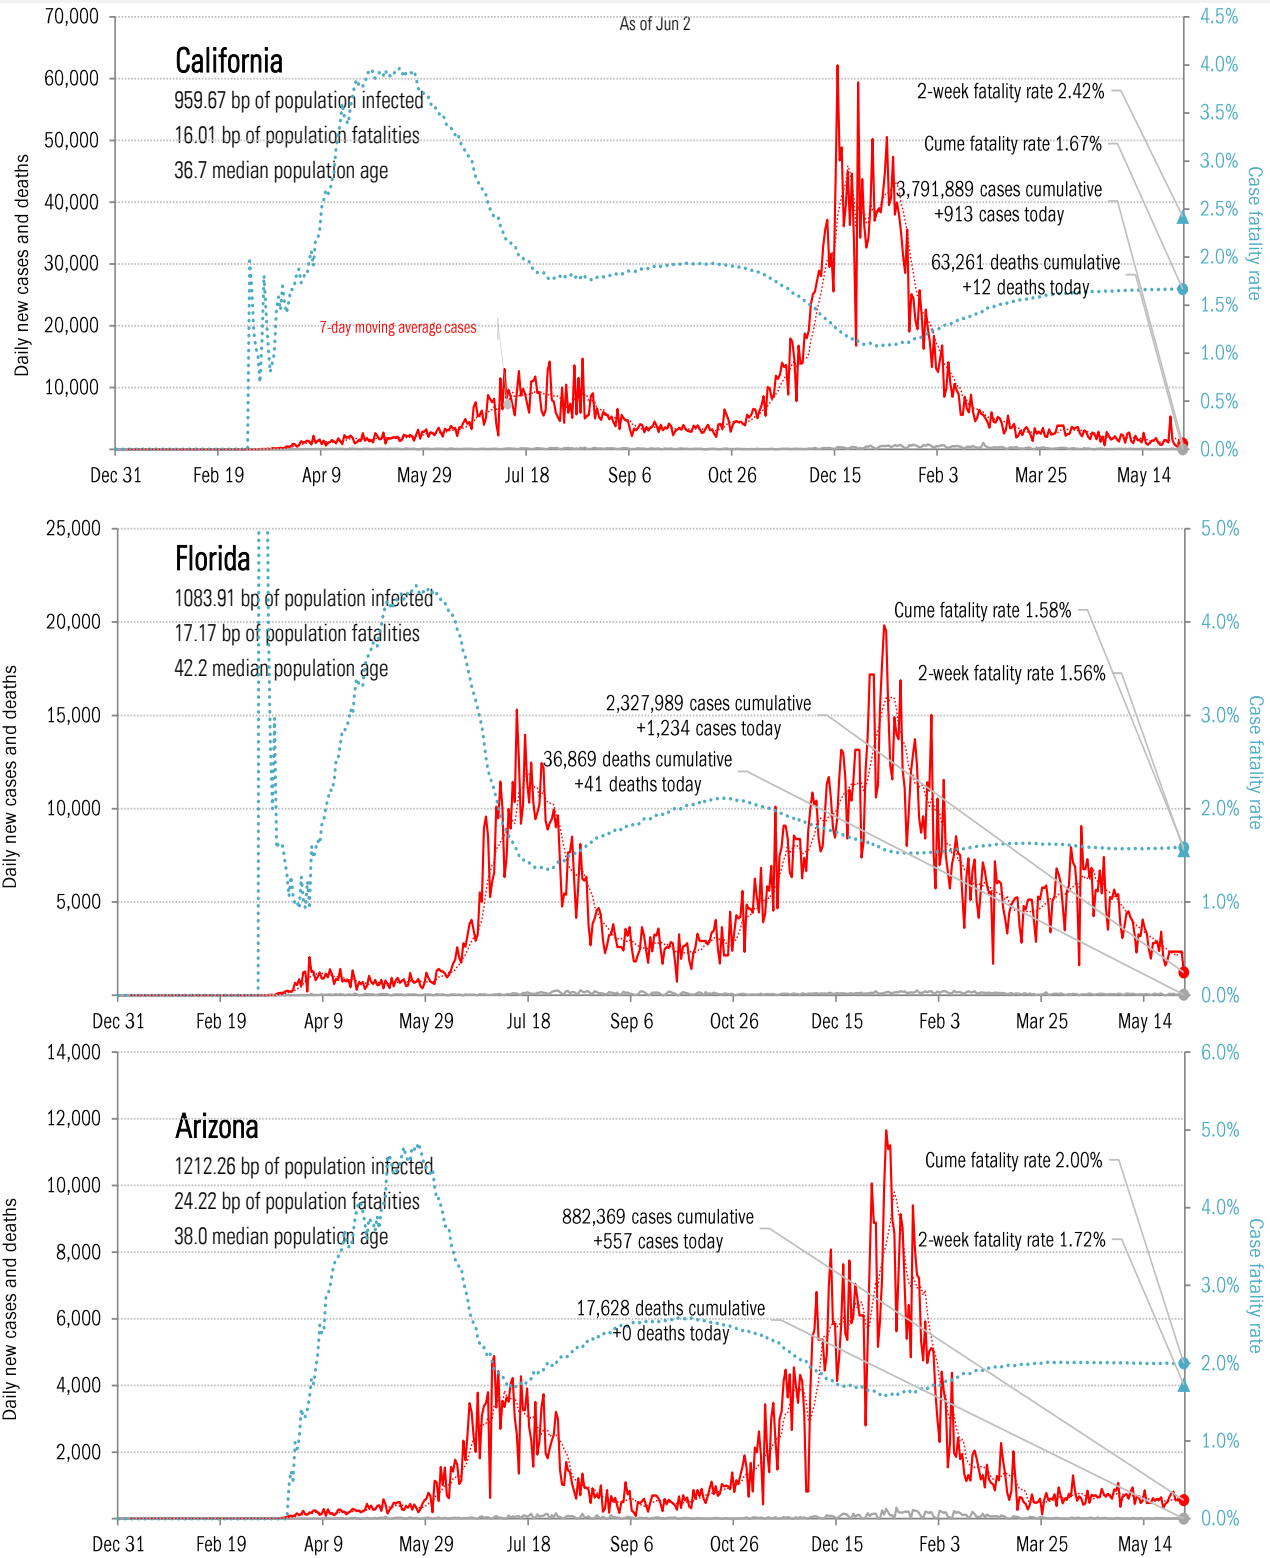 As of Jun 2
70,000
60,000
50,000
40,000
30,000
20,000
10,000
Daily new cases and deaths
California
959.67 bp of population infected
16.01 bp of population fatalities
36.7 median population age
7-day moving average cases
2-week fatality rate 2.42%
Cume fatality rate 1.67%
3,791,889 cases cumulative
+913 cases today
63,261 deaths cumulative
+12 deaths today
4.5%
4.0%
3.5%
3.0%
2.5%
2.0%
1.5%
1.0%
0.5%
0.0%
Case fatality rate
Dec 31 Feb 19 Apr 9 May 29 Jul 18 Sep 6 Oct 26 Dec 15 Feb 3 Mar 25 May 14
25,000
20,000
15,000
10,000
5,000
Daily new cases and deaths
Florida
1083.91 bp of population infected
17.17 bp of population fatalities
42.2 median population age
Cume fatality rate 1.58%
2-week fatality rate 1.56%
2,327,989 cases cumulative
+1,234 cases today
36,869 deaths cumulative
+41 deaths today
5.0%
4.0%
3.0%
2.0%
1.0%
0.0%
Case fatality rate
Dec 31 Feb 19 Apr 9 May 29 Jul 18 Sep 6 Oct 26 Dec 15 Feb 3 Mar 25 May 14
14,000
12,000
10,000
8,000
6,000
4,000
2,000
Daily new cases and deaths
Arizona
1212.26 bp of population infected
24.22 bp of population fatalities
38.0 median population age
Cume fatality rate 2.00%
882,369 cases cumulative
+557 cases today
2-week fatality rate 1.72%
17,628 deaths cumulative
+0 deaths today
6.0%
5.0%
4.0%
3.0%
2.0%
1.0%
0.0%
Case fatality rate
Dec 31 Feb 19 Apr 9 May 29 Jul 18 Sep 6 Oct 26 Dec 15 Feb 3 Mar 25 May 14